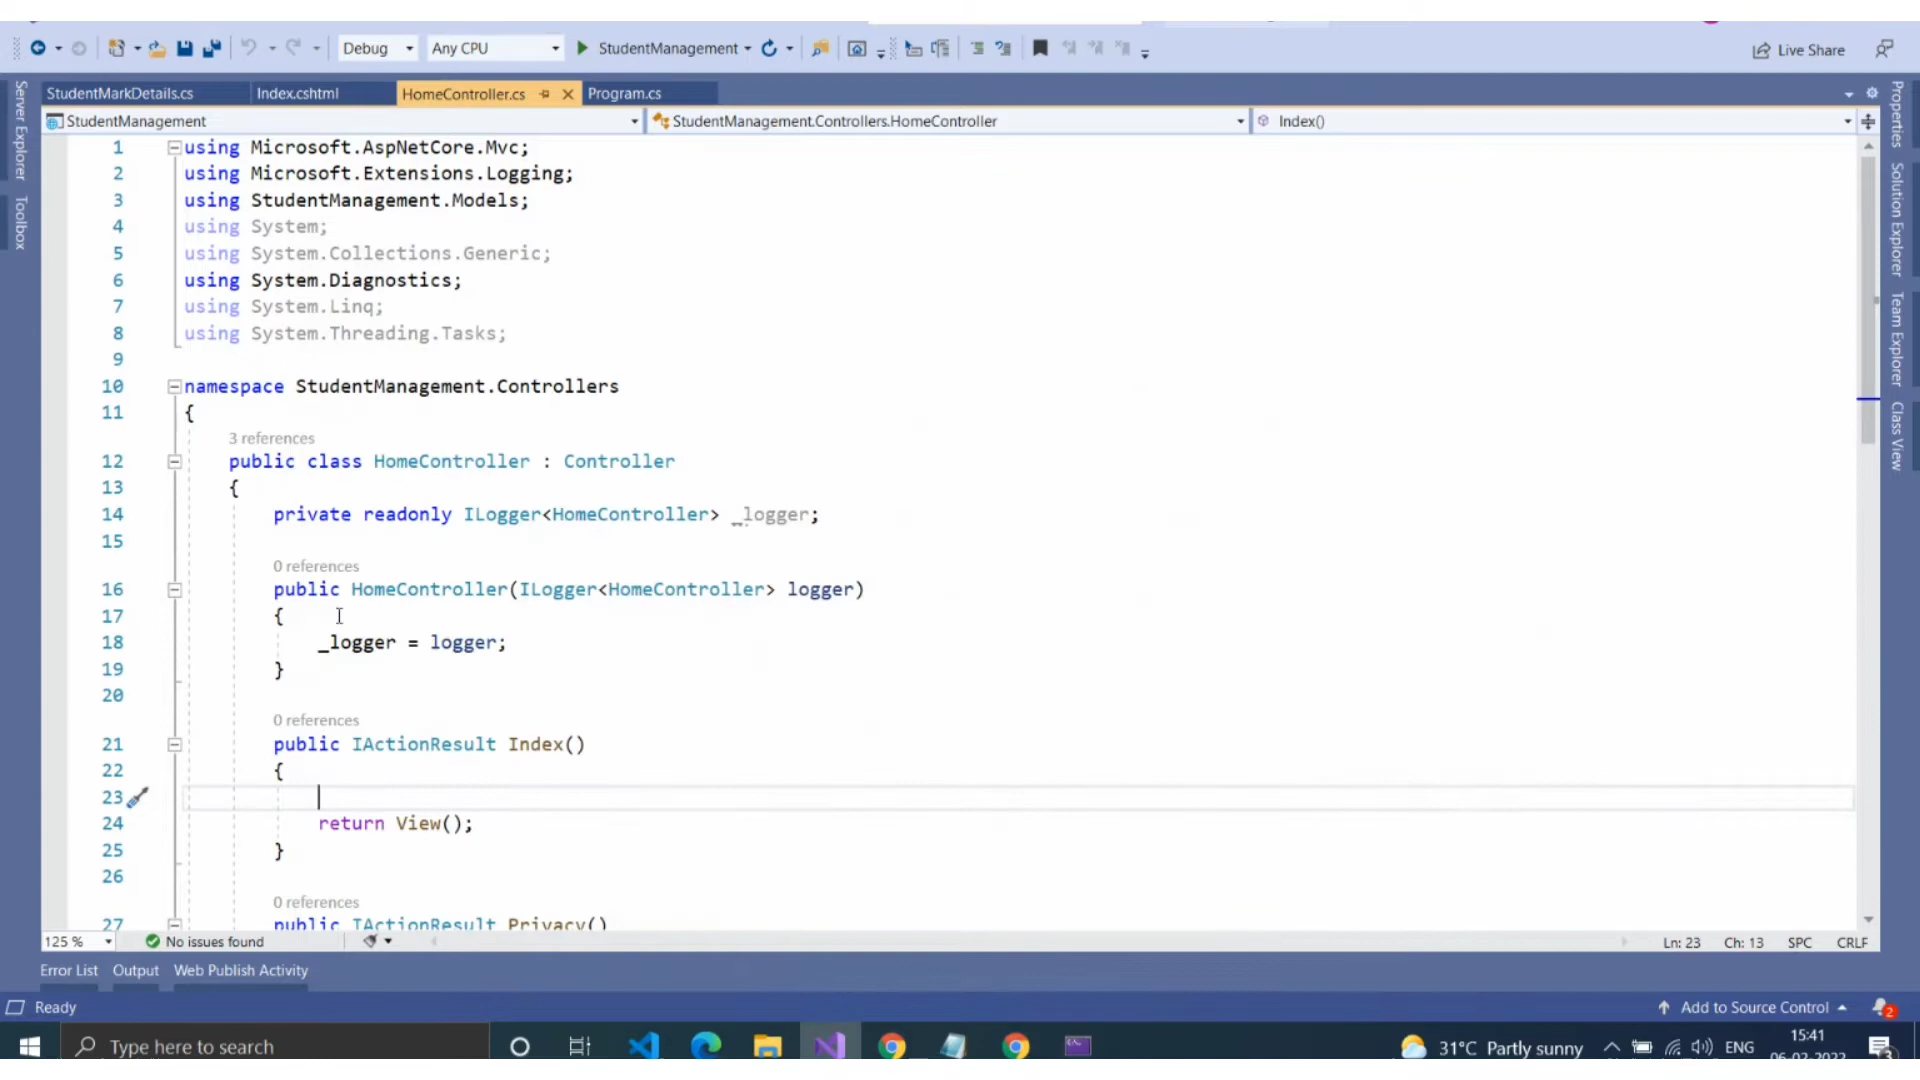 Debug Any CPU StudentManagement Live Share
StudentMarkDetails.cs Index.cshtml HomeController.cs Program.cs
StudentManagement StudentManagement.Controllers.HomeController Index()
Server Explorer
Toolbox
Properties
Solution Explorer
Team Explorer
Class View
1 using Microsoft.AspNetCore.Mvc;
2 using Microsoft.Extensions.Logging;
3 using StudentManagement.Models;
4 using System;
5 using System.Collections.Generic;
6 using System.Diagnostics;
7 using System.Linq;
8 using System.Threading.Tasks;
9
10 namespace StudentManagement.Controllers
11 {
3 references
12 public class HomeController : Controller
13 {
14 private readonly ILogger<HomeController> _logger;
15
0 references
16 public HomeController(ILogger<HomeController> logger)
17 {
18 _logger = logger;
19 }
20
0 references
21 public IActionResult Index()
22 {
23
24 return View();
25 }
26
0 references
27 public IActionResult Privacy()
125 % No issues found Ln: 23 Ch: 13 SPC CRLF
Error List Output Web Publish Activity
Ready Add to Source Control 2
Type here to search 31°C Partly sunny ENG 15:41
06-02-2022 3